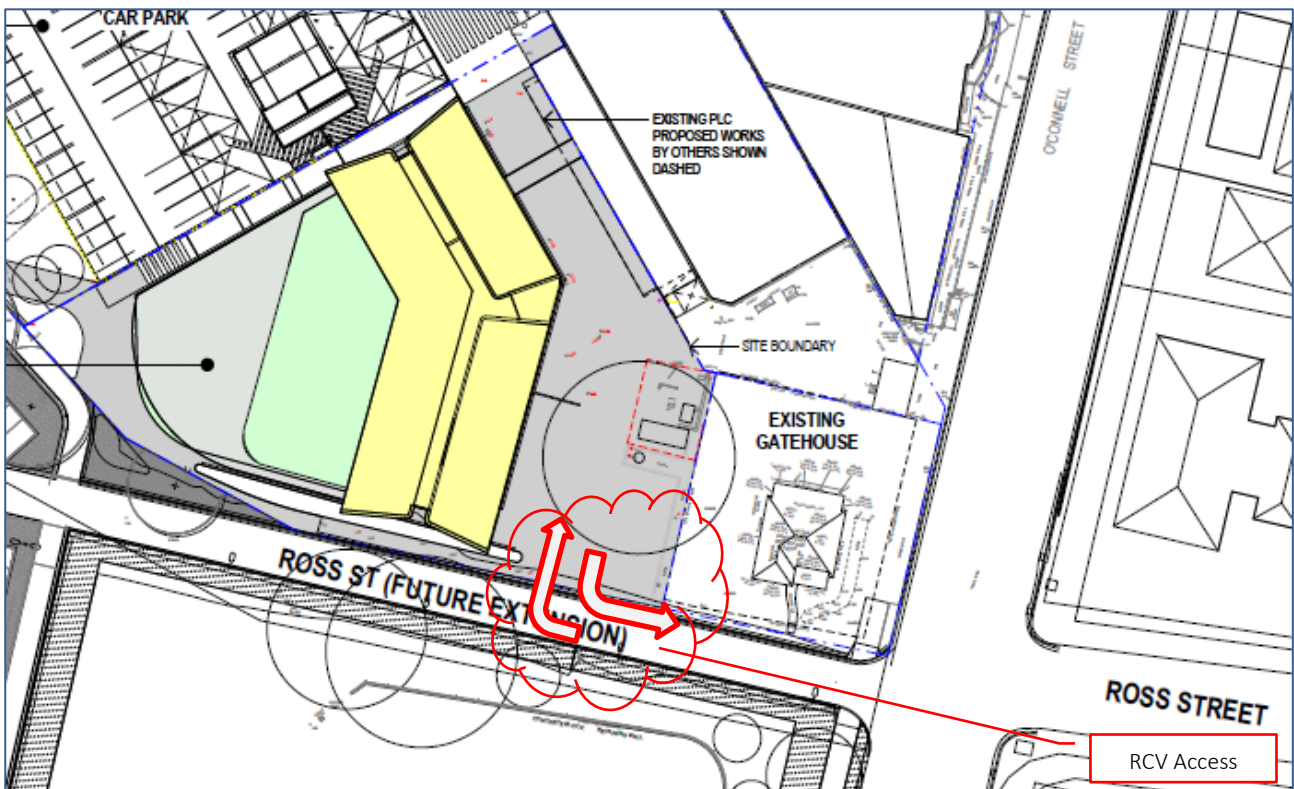 CAR PARK
EXISTING PLC
PROPOSED WORKS
BY OTHERS SHOWN
DASHED
O'CONNELL STREET
SITE BOUNDARY
EXISTING
GATEHOUSE
ROSS ST (FUTURE EXTENSION)
ROSS STREET
RCV Access